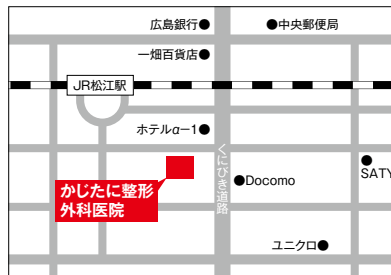 広島銀行
中央郵便局
一畑百貨店
JR松江駅
ホテルα-1
くにびき道路
SATY
Docomo
かじたに整形
外科医院
ユニクロ